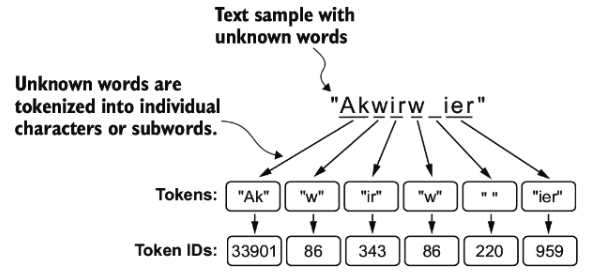 Text sample with
unknown words
Unknown words are
tokenized into individual
characters or subwords.
"Akwirw ier"
Tokens: "Ak" "w" "ir" "w" " " "ier"
Token IDs: 33901 86 343 86 220 959